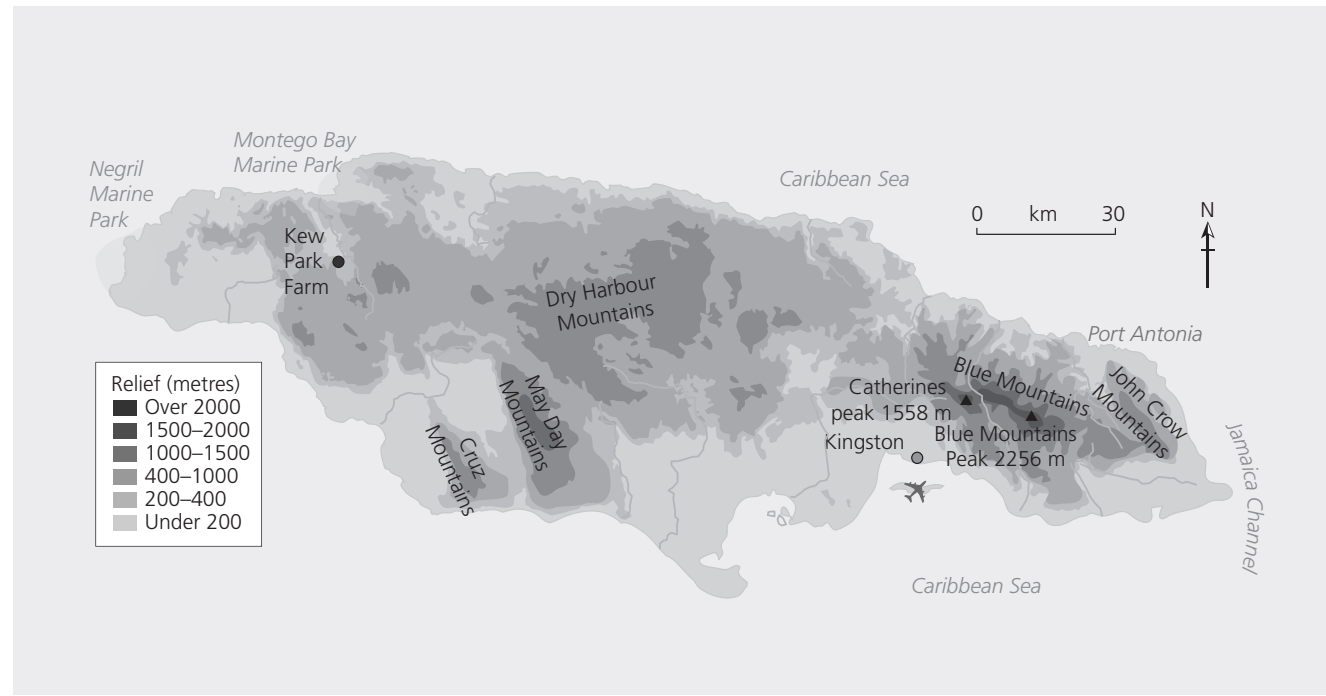 Montego Bay
Marine Park
Negril
Marine
Park
Caribbean Sea
0 km 30
N
Kew
Park
Farm
Dry Harbour
Mountains
Port Antonia
Relief (metres)
Over 2000
1500–2000
1000–1500
400–1000
200–400
Under 200
May Day
Mountains
Cruz
Mountains
Catherines
peak 1558 m
Blue Mountains
John Crow
Mountains
Kingston
Blue Mountains
Peak 2256 m
Jamaica Channel
Caribbean Sea